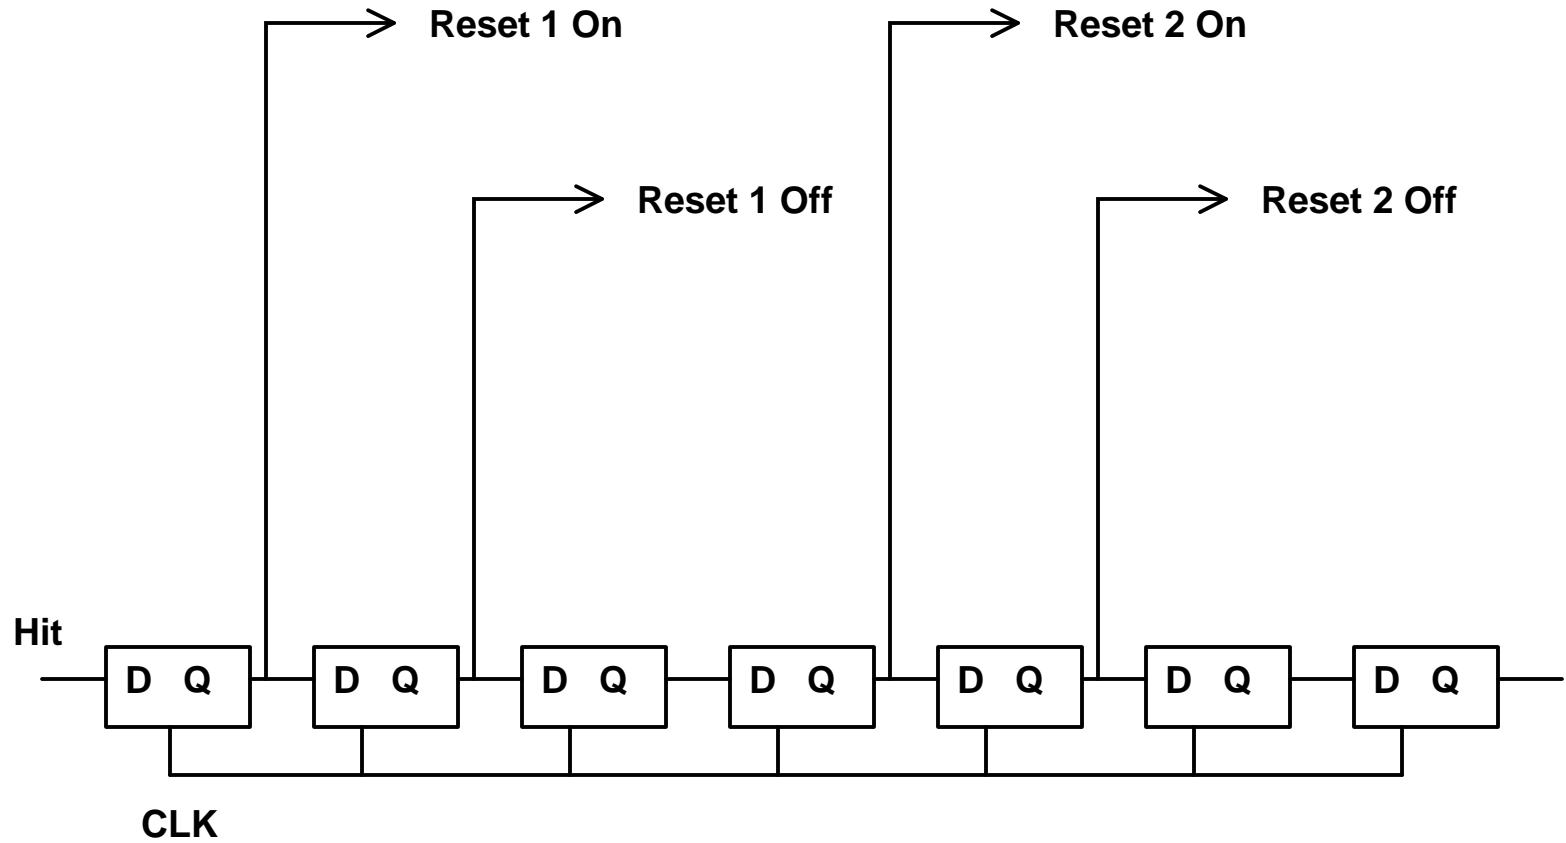 Reset 1 On
Reset 2 On
Reset 1 Off
Reset 2 Off
Hit
D Q D Q D Q D Q D Q D Q D Q
CLK